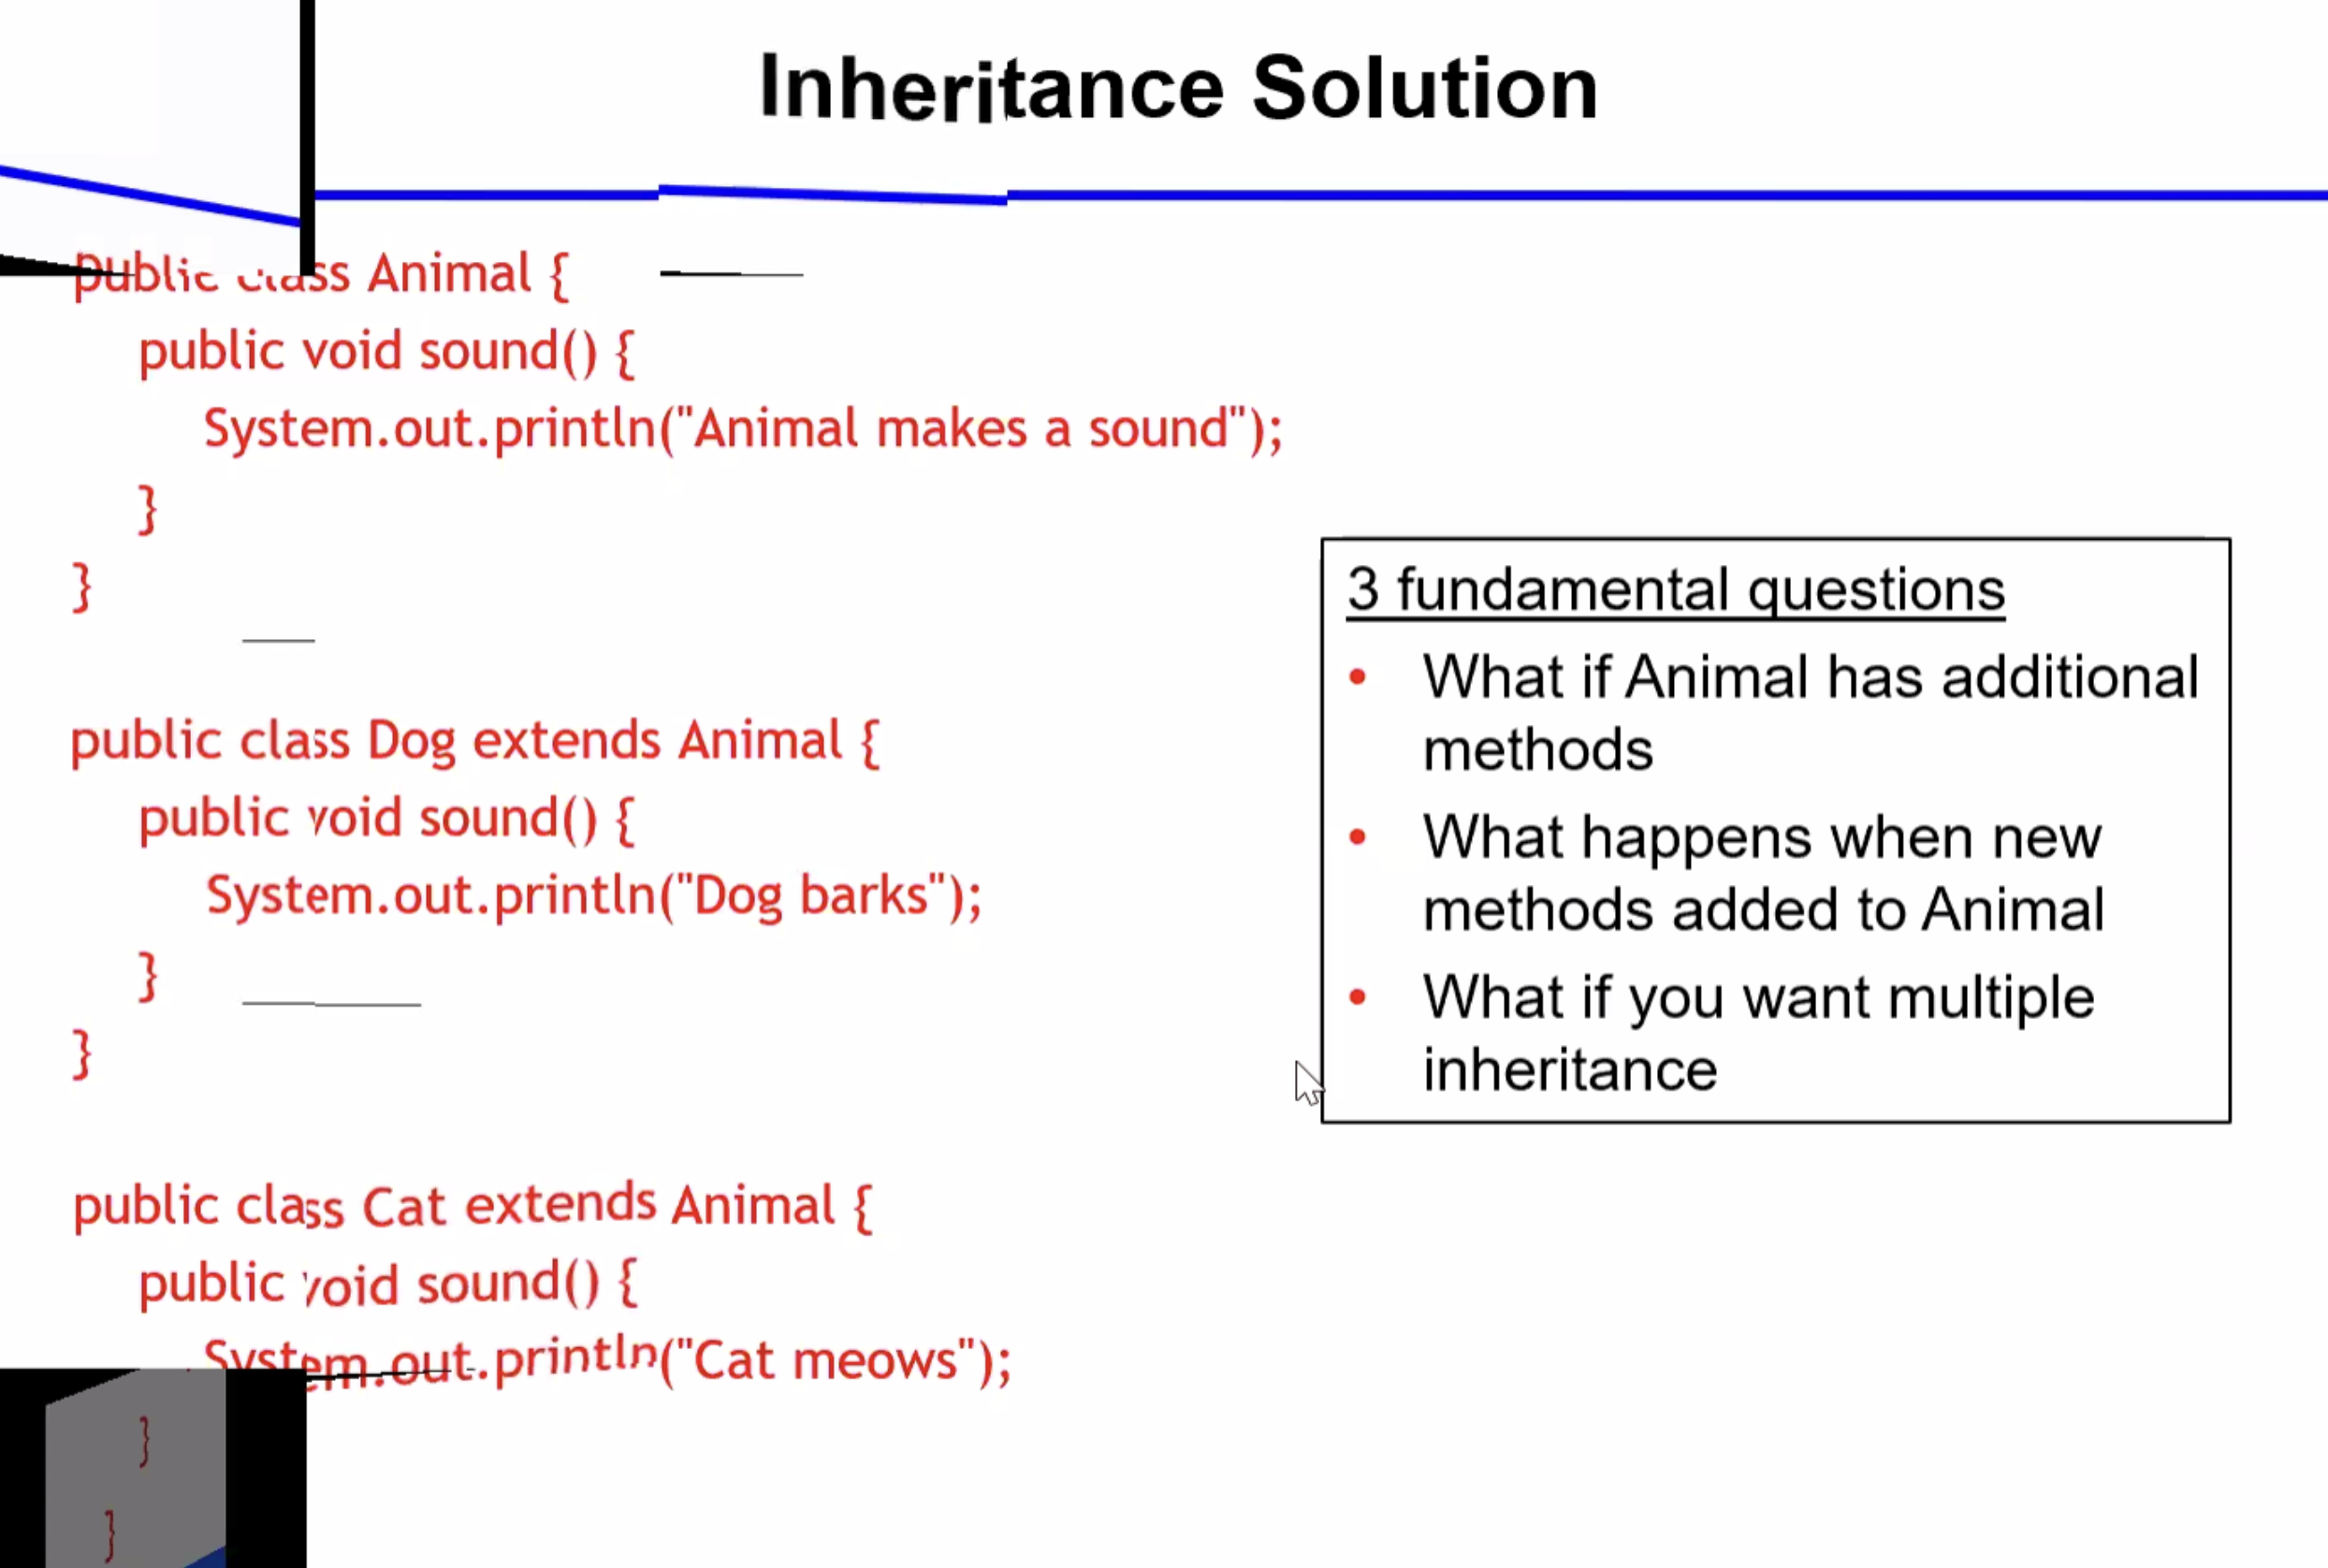 Inheritance Solution
public class Animal {
public void sound() {
System.out.println("Animal makes a sound");
}
}
public class Dog extends Animal {
public void sound() {
System.out.println("Dog barks");
}
}
public class Cat extends Animal {
public void sound() {
System.out.println("Cat meows");
}
}
3 fundamental questions
• What if Animal has additional
methods
• What happens when new
methods added to Animal
• What if you want multiple
inheritance